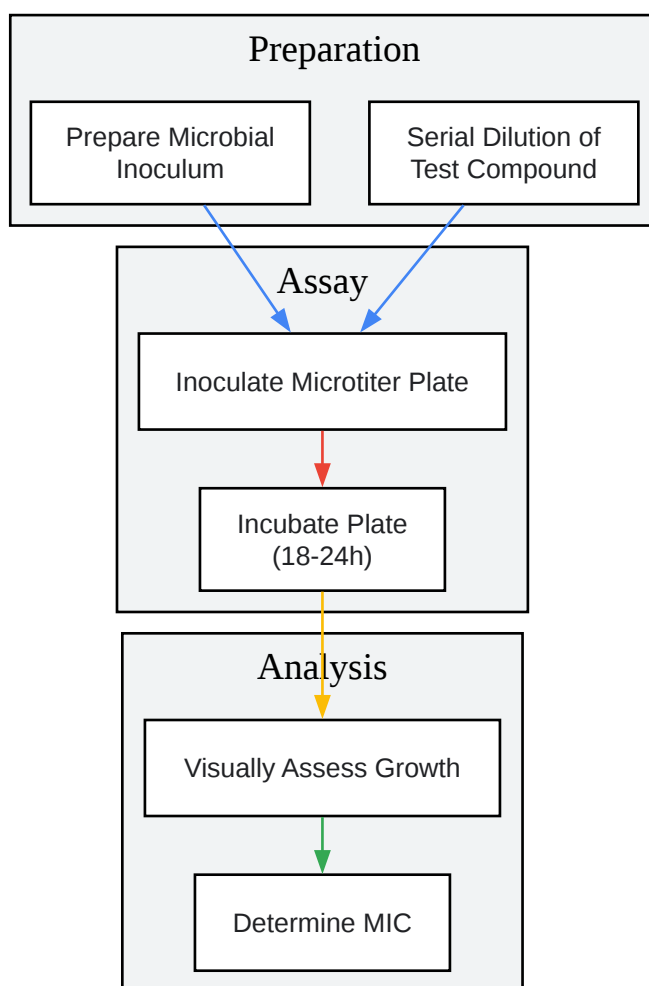 Preparation
Prepare Microbial
Inoculum
Serial Dilution of
Test Compound
Assay
Inoculate Microtiter Plate
Incubate Plate
(18-24h)
Analysis
Visually Assess Growth
Determine MIC